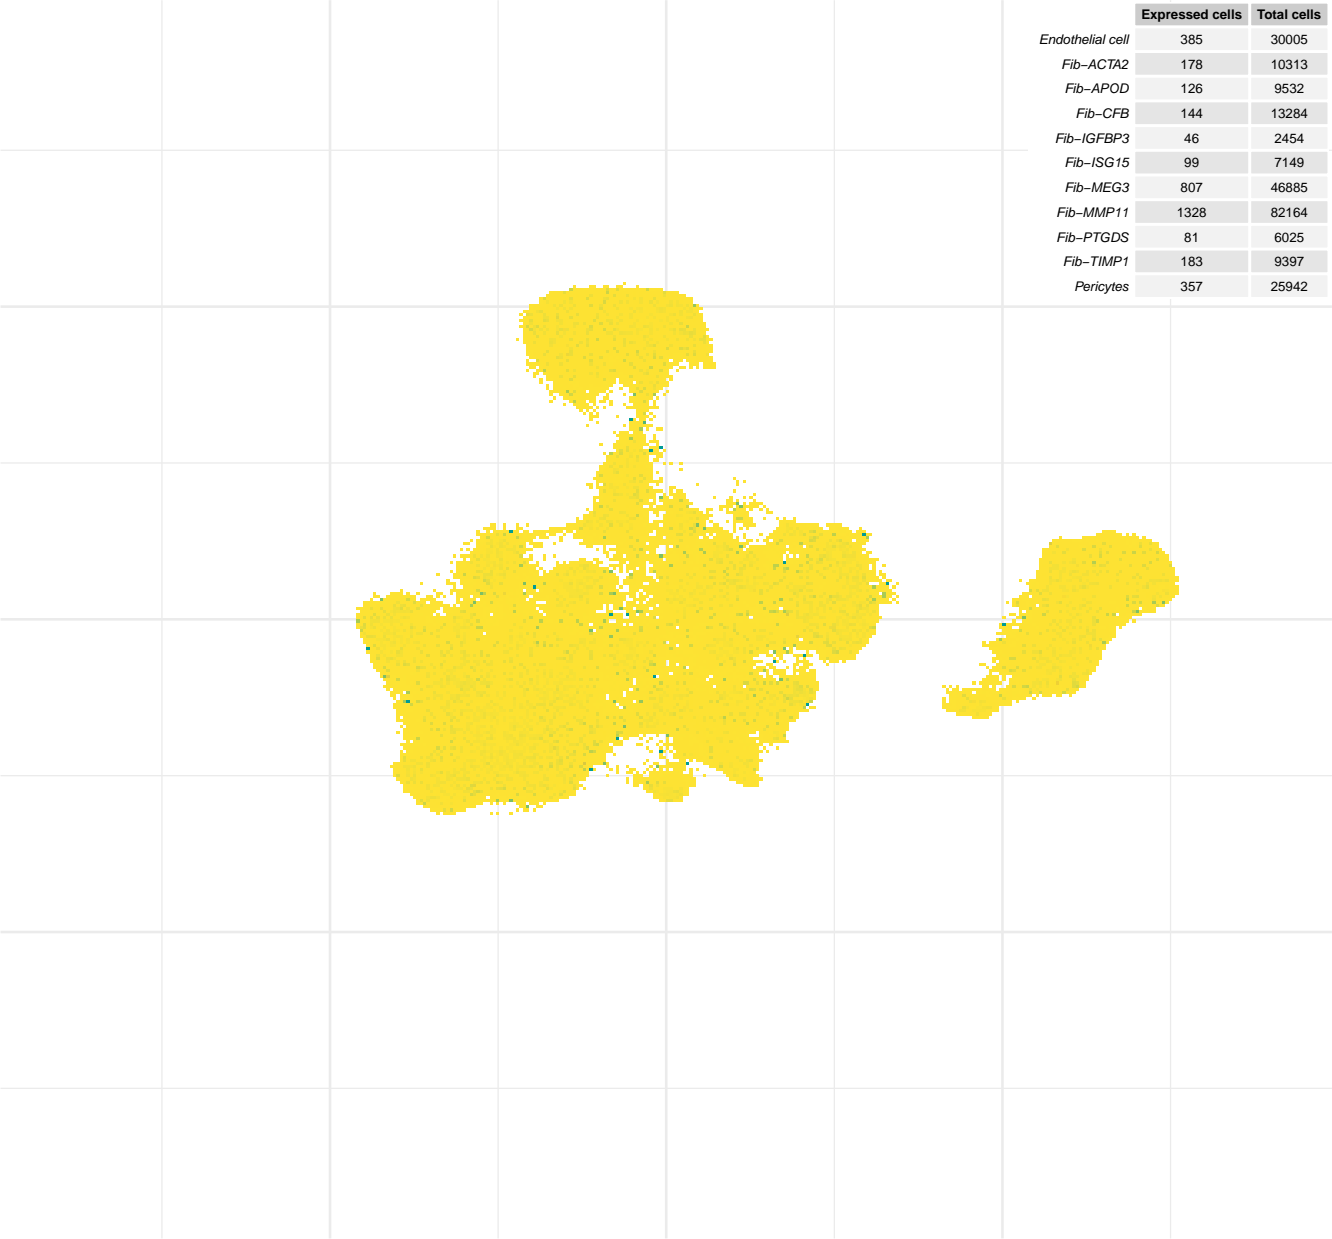 Expressed cells Total cells
Endothelial cell 385 30005
Fib−ACTA2 178 10313
Fib−APOD 126 9532
Fib−CFB 144 13284
Fib−IGFBP3 46 2454
Fib−ISG15 99 7149
Fib−MEG3 807 46885
Fib−MMP11 1328 82164
Fib−PTGDS 81 6025
Fib−TIMP1 183 9397
Pericytes 357 25942